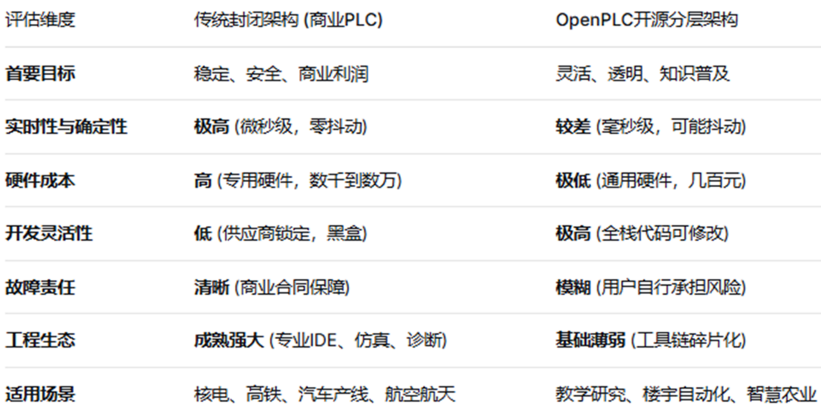 评估维度 传统封闭架构 (商业PLC) OpenPLC开源分层架构
首要目标 稳定、安全、商业利润 灵活、透明、知识普及
实时性与确定性 极高 (微秒级，零抖动) 较差 (毫秒级，可能抖动)
硬件成本 高 (专用硬件，数千到数万) 极低 (通用硬件，几百元)
开发灵活性 低 (供应商锁定，黑盒) 极高 (全栈代码可修改)
故障责任 清晰 (商业合同保障) 模糊 (用户自行承担风险)
工程生态 成熟强大 (专业IDE、仿真、诊断) 基础薄弱 (工具链碎片化)
适用场景 核电、高铁、汽车产线、航空航天 教学研究、楼宇自动化、智慧农业